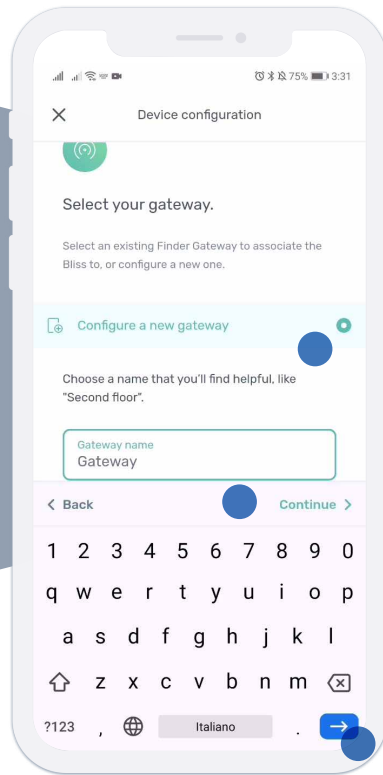 75% 3:31
Device configuration
Select your gateway.
Select an existing Finder Gateway to associate the
Bliss to, or configure a new one.
Configure a new gateway
Choose a name that you'll find helpful, like
"Second floor".
Gateway name
Gateway
Back Continue
1 2 3 4 5 6 7 8 9 0
q w e r t y u i o p
a s d f g h j k l
z x c v b n m
?123 , Italiano .